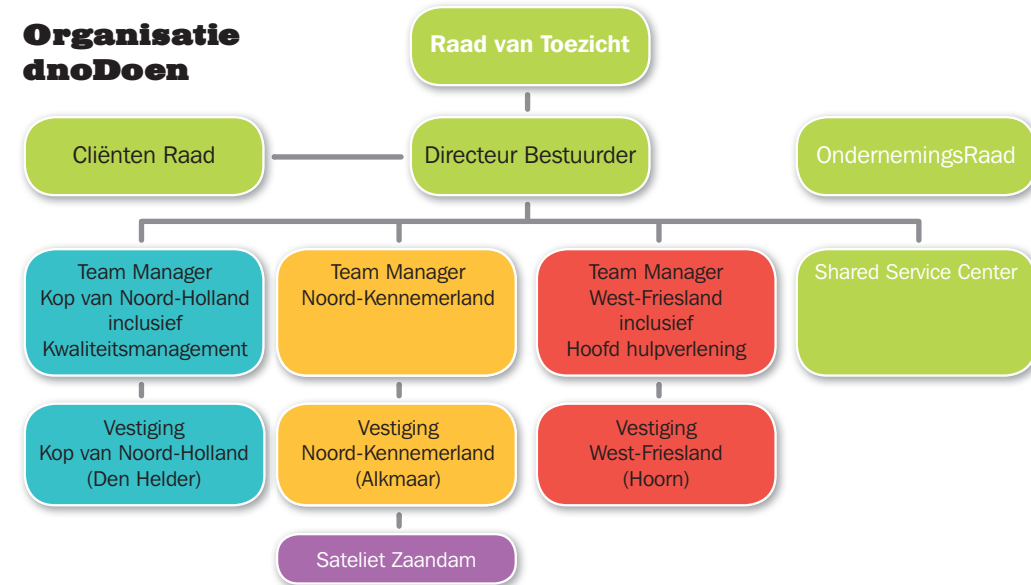 Organisatie
dnoDoen
Raad van Toezicht
Cliënten Raad
Directeur Bestuurder
OndernemingsRaad
Team Manager
Kop van Noord-Holland
inclusief
Kwaliteitsmanagement
Team Manager
Noord-Kennemerland
Team Manager
West-Friesland
inclusief
Hoofd hulpverlening
Shared Service Center
Vestiging
Kop van Noord-Holland
(Den Helder)
Vestiging
Noord-Kennemerland
(Alkmaar)
Vestiging
West-Friesland
(Hoorn)
Sateliet Zaandam